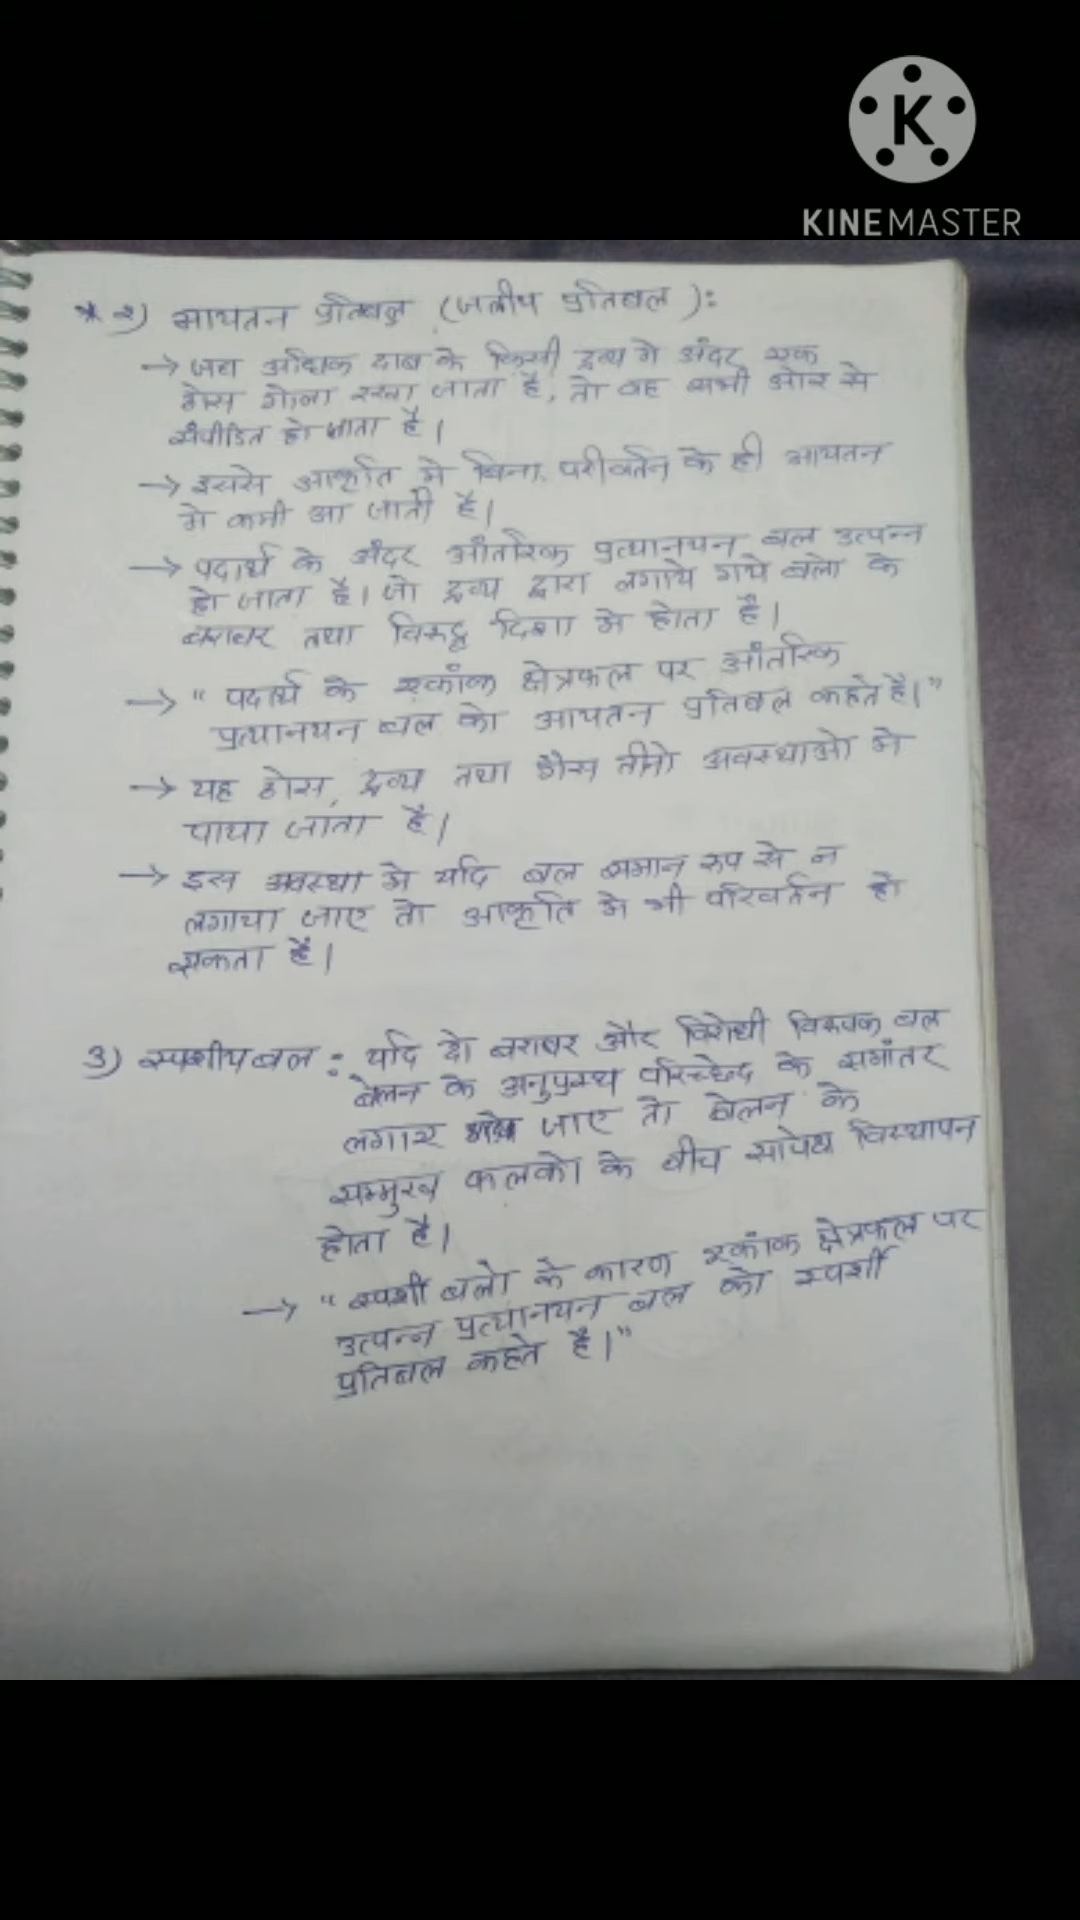 K
KINEMASTER
* २) आयतन प्रतिबल (जलीय प्रतिबल):
→ जब अधिक दाब के किसी द्रव्य मे अंदर एक
ठोस गोला रखा जाता है, तो वह सभी ओर से
संपीडित हो जाता है।
→ इससे आकृति मे बिना परीवर्तन के ही आयतन
मे कमी आ जाती है।
→ पदार्थ के अंदर आंतरिक प्रत्यानयन बल उत्पन्न
हो जाता है। जो द्रव्य द्वारा लगाये गये बलो के
बराबर तथा विरुद्ध दिशा मे होता है।
→ “ पदार्थ के एकांक क्षेत्रफल पर आंतरिक
प्रत्यानयन बल को आयतन प्रतिबल कहते है।”
→ यह ठोस, द्रव्य तथा गैस तीनो अवस्थाओ मे
पाया जाता है।
→ इस अवस्था मे यदि बल समान रुप से न
लगाया जाए तो आकृति मे भी परिवर्तन हो
सकता है।
3) स्पर्शीय बल : यदि दो बराबर और विरोधी विरुपक बल
बेलन के अनुप्रस्थ परिच्छेद के समांतर
लगाए जाए तो बेलन के
सम्मुख फलको के बीच सापेक्ष विस्थापन
होता है।
→ “ स्पर्शी बलो के कारण एकांक क्षेत्रफल पर
उत्पन्न प्रत्यानयन बल को स्पर्शी
प्रतिबल कहते है।”